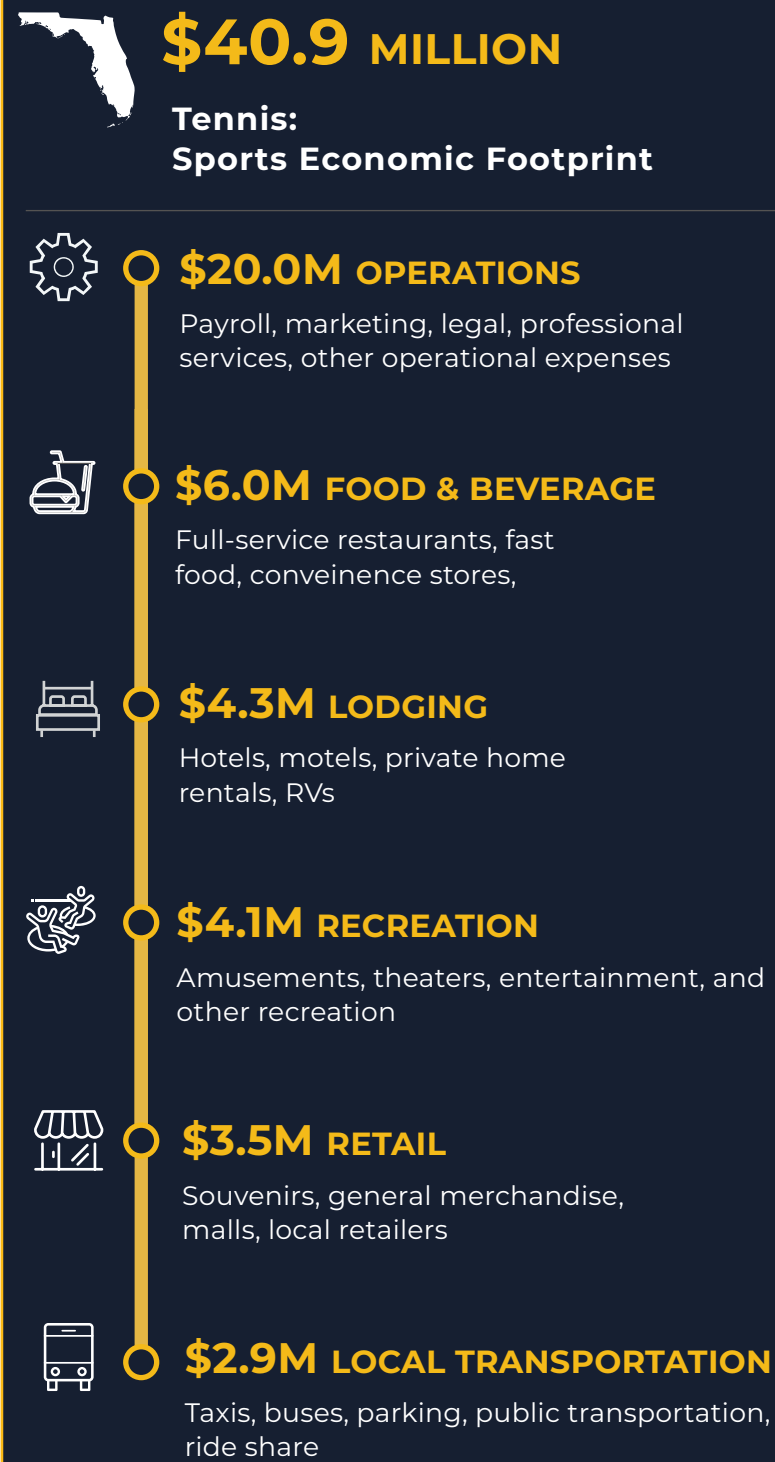 $40.9 MILLION
Tennis:
Sports Economic Footprint
$20.0M OPERATIONS
Payroll, marketing, legal, professional
services, other operational expenses
$6.0M FOOD & BEVERAGE
Full-service restaurants, fast
food, conveinence stores,
$4.3M LODGING
Hotels, motels, private home
rentals, RVs
$4.1M RECREATION
Amusements, theaters, entertainment, and
other recreation
$3.5M RETAIL
Souvenirs, general merchandise,
malls, local retailers
$2.9M LOCAL TRANSPORTATION
Taxis, buses, parking, public transportation,
ride share